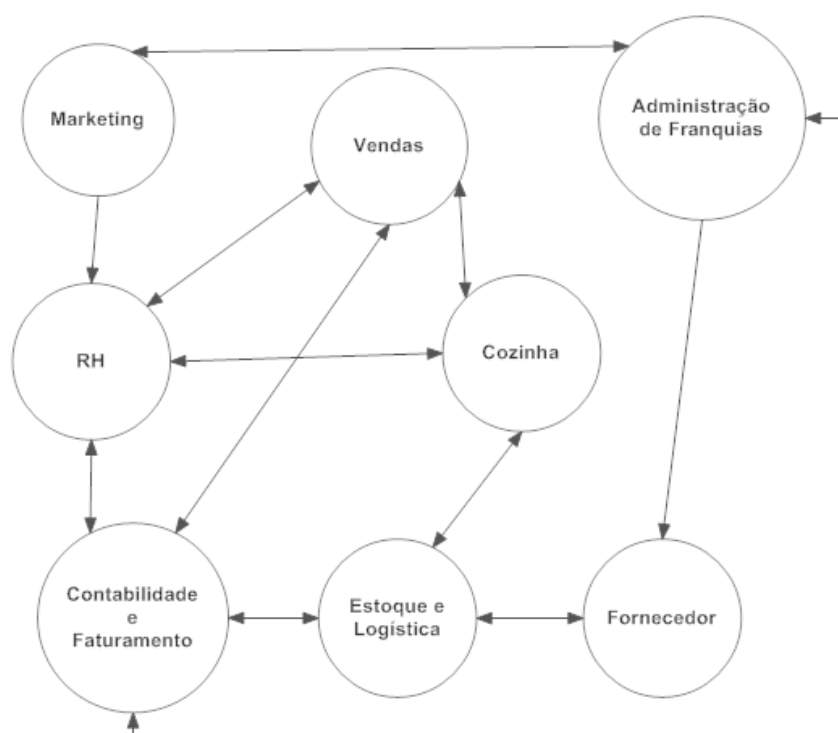 Marketing
Vendas
Administração
de Franquias
RH
Cozinha
Contabilidade
e
Faturamento
Estoque e
Logística
Fornecedor